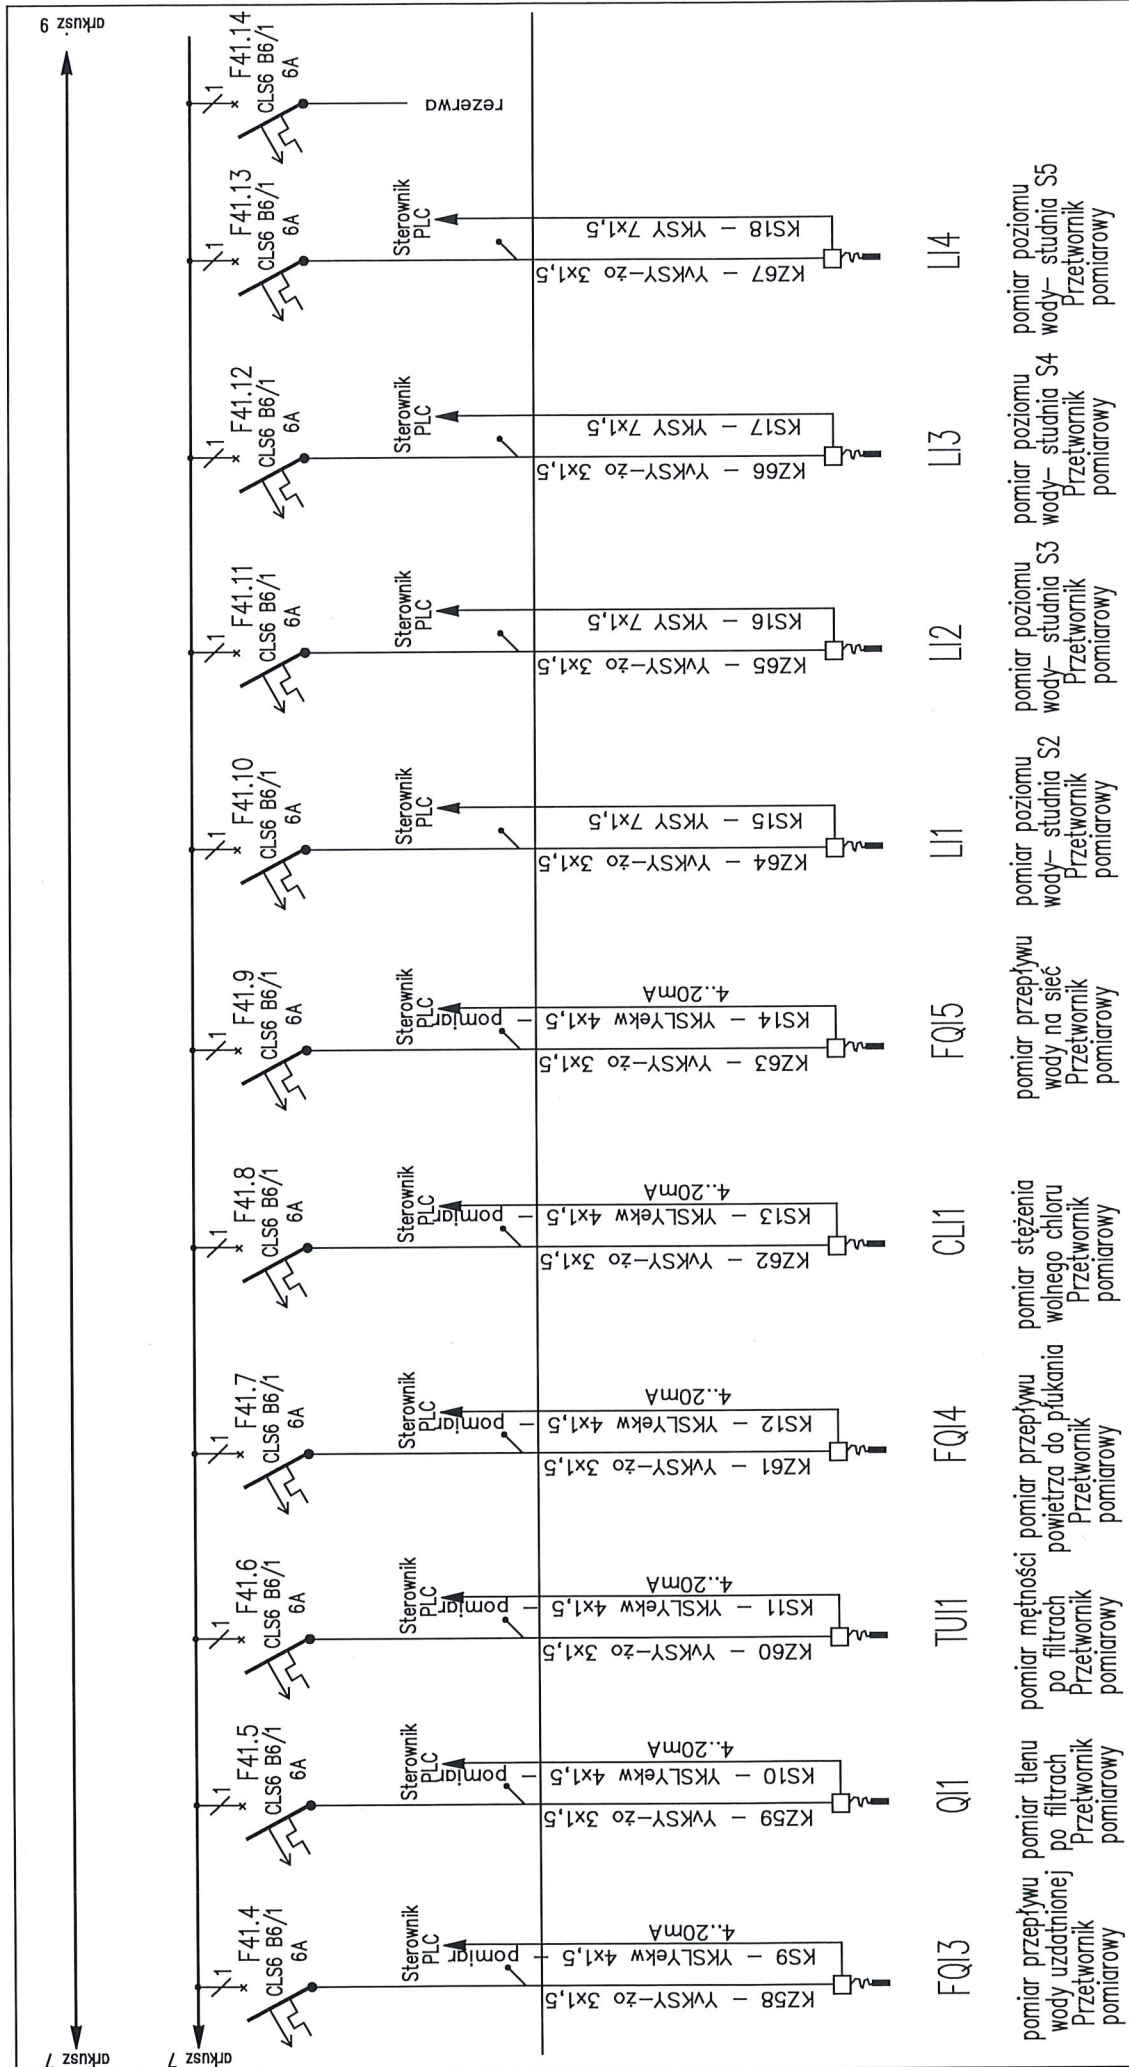 arkusz 7
arkusz 9
arkusz 7
1
F41.4
CLS6 B6/1
6A
Sterownik
PLC
KZ58 – YvKSY-żo 3x1,5
KS9 – YKSLYekw 4x1,5 – pomiar
4..20mA
FQI3
pomiar przepływu
wody uzdatnionej
Przetwornik
pomiarowy
1
F41.5
CLS6 B6/1
6A
Sterownik
PLC
KZ59 – YvKSY-żo 3x1,5
KS10 – YKSLYekw 4x1,5 – pomiar
4..20mA
QI1
pomiar tlenu
po filtrach
Przetwornik
pomiarowy
1
F41.6
CLS6 B6/1
6A
Sterownik
PLC
KZ60 – YvKSY-żo 3x1,5
KS11 – YKSLYekw 4x1,5 – pomiar
4..20mA
TUI1
pomiar mętności
po filtrach
Przetwornik
pomiarowy
1
F41.7
CLS6 B6/1
6A
Sterownik
PLC
KZ61 – YvKSY-żo 3x1,5
KS12 – YKSLYekw 4x1,5 – pomiar
4..20mA
FQI4
pomiar przepływu
powietrza do płukania
Przetwornik
pomiarowy
1
F41.8
CLS6 B6/1
6A
Sterownik
PLC
KZ62 – YvKSY-żo 3x1,5
KS13 – YKSLYekw 4x1,5 – pomiar
4..20mA
CLI1
pomiar stężenia
wolnego chloru
Przetwornik
pomiarowy
1
F41.9
CLS6 B6/1
6A
Sterownik
PLC
KZ63 – YvKSY-żo 3x1,5
KS14 – YKSLYekw 4x1,5 – pomiar
4..20mA
FQI5
pomiar przepływu
wody na sieć
Przetwornik
pomiarowy
1
F41.10
CLS6 B6/1
6A
Sterownik
PLC
KZ64 – YvKSY-żo 3x1,5
KS15 – YKSY 7x1,5
LI1
pomiar poziomu
wody– studnia S2
Przetwornik
pomiarowy
1
F41.11
CLS6 B6/1
6A
Sterownik
PLC
KZ65 – YvKSY-żo 3x1,5
KS16 – YKSY 7x1,5
LI2
pomiar poziomu
wody– studnia S3
Przetwornik
pomiarowy
1
F41.12
CLS6 B6/1
6A
Sterownik
PLC
KZ66 – YvKSY-żo 3x1,5
KS17 – YKSY 7x1,5
LI3
pomiar poziomu
wody– studnia S4
Przetwornik
pomiarowy
1
F41.13
CLS6 B6/1
6A
Sterownik
PLC
KZ67 – YvKSY-żo 3x1,5
KS18 – YKSY 7x1,5
LI4
pomiar poziomu
wody– studnia S5
Przetwornik
pomiarowy
1
F41.14
CLS6 B6/1
6A
rezerwa